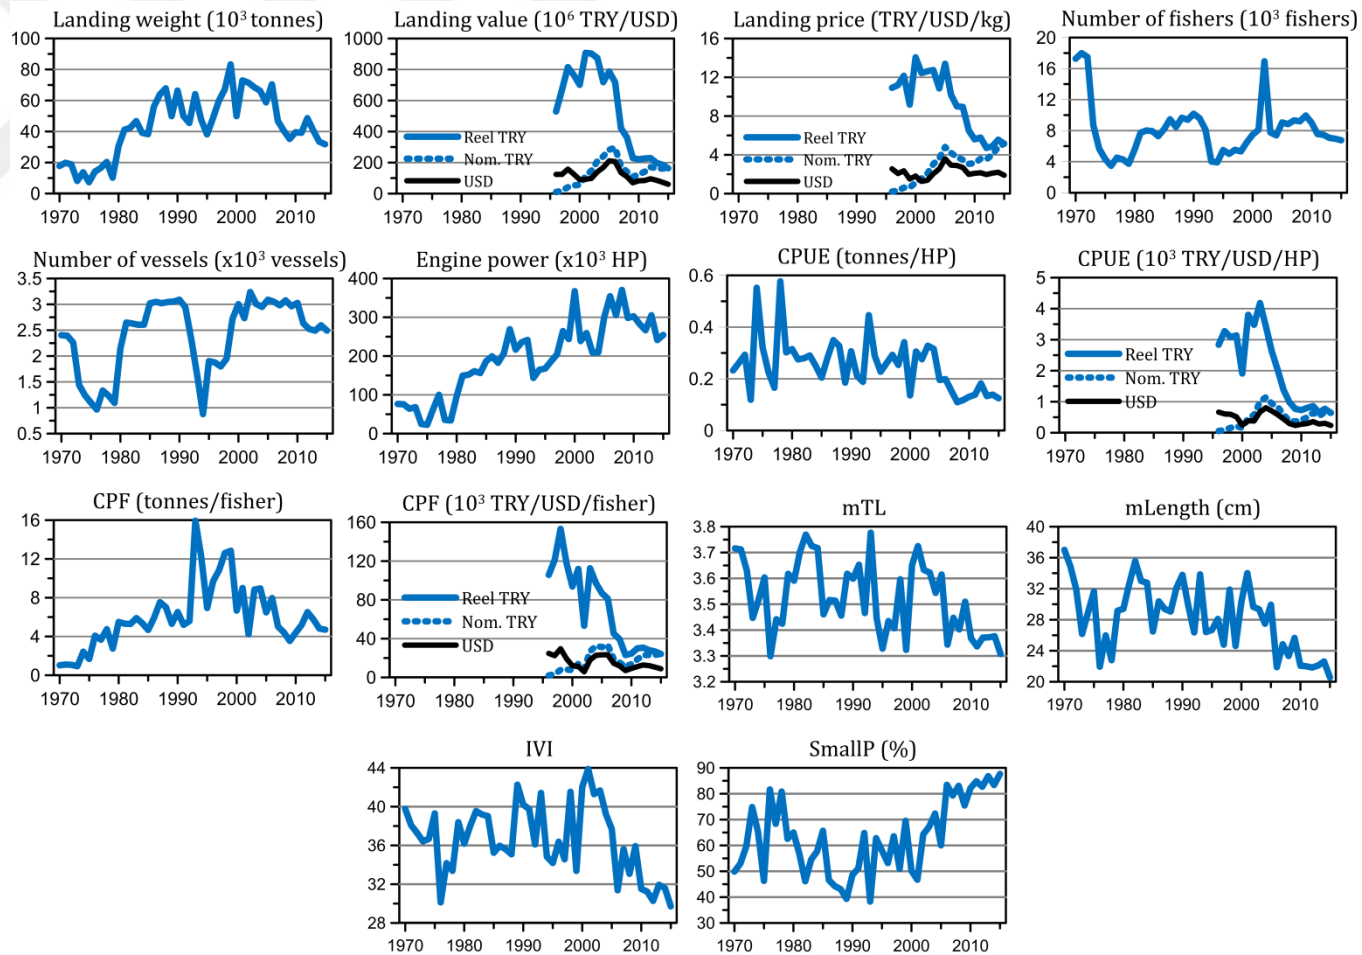 Landing weight (10³ tonnes)
100
80
60
40
20
0
1970 1980 1990 2000 2010
Landing value (10⁶ TRY/USD)
1000
800
600
400
200
0
Reel TRY
Nom. TRY
USD
1970 1980 1990 2000 2010
Landing price (TRY/USD/kg)
16
12
8
4
0
Reel TRY
Nom. TRY
USD
1970 1980 1990 2000 2010
Number of fishers (10³ fishers)
20
16
12
8
4
0
1970 1980 1990 2000 2010
Number of vessels (x10³ vessels)
3.5
3
2.5
2
1.5
1
0.5
1970 1980 1990 2000 2010
Engine power (x10³ HP)
400
300
200
100
0
1970 1980 1990 2000 2010
CPUE (tonnes/HP)
0.6
0.4
0.2
0
1970 1980 1990 2000 2010
CPUE (10³ TRY/USD/HP)
5
4
3
2
1
0
Reel TRY
Nom. TRY
USD
1970 1980 1990 2000 2010
CPF (tonnes/fisher)
16
12
8
4
0
1970 1980 1990 2000 2010
CPF (10³ TRY/USD/fisher)
160
120
80
40
0
Reel TRY
Nom. TRY
USD
1970 1980 1990 2000 2010
mTL
3.8
3.7
3.6
3.5
3.4
3.3
3.2
1970 1980 1990 2000 2010
mLength (cm)
40
36
32
28
24
20
1970 1980 1990 2000 2010
IVI
44
40
36
32
28
1970 1980 1990 2000 2010
SmallP (%)
90
80
70
60
50
40
30
1970 1980 1990 2000 2010